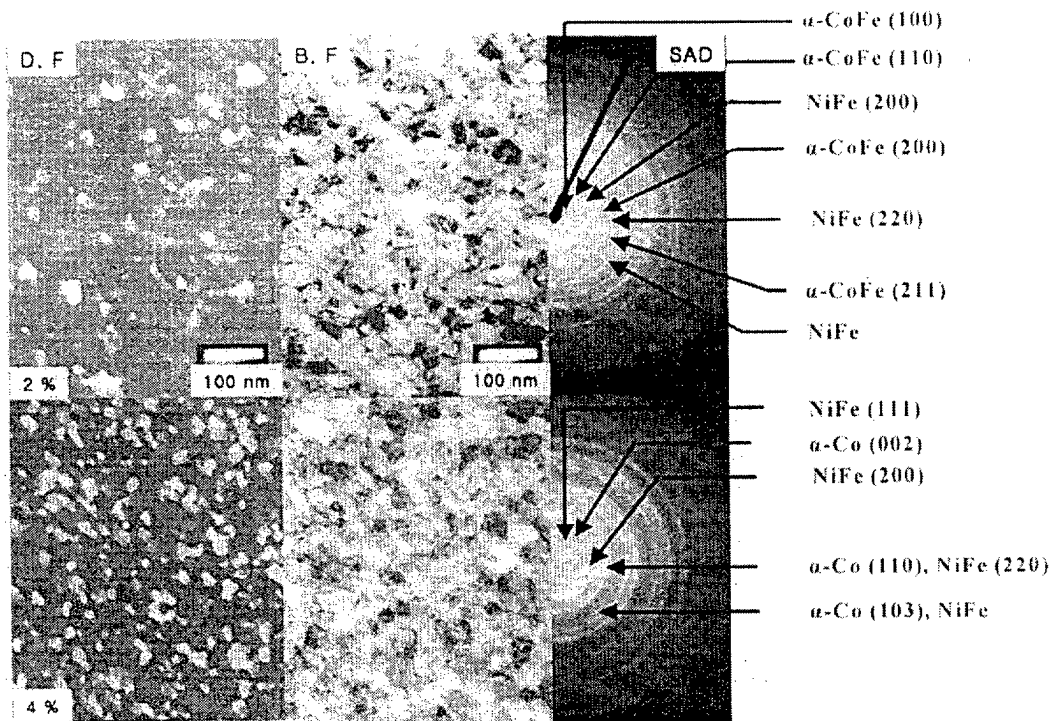 D. F
B. F
SAD
α-CoFe (100)
α-CoFe (110)
NiFe (200)
α-CoFe (200)
NiFe (220)
α-CoFe (211)
NiFe
2 %
100 nm
100 nm
NiFe (111)
α-Co (002)
NiFe (200)
α-Co (110), NiFe (220)
α-Co (103), NiFe
4 %